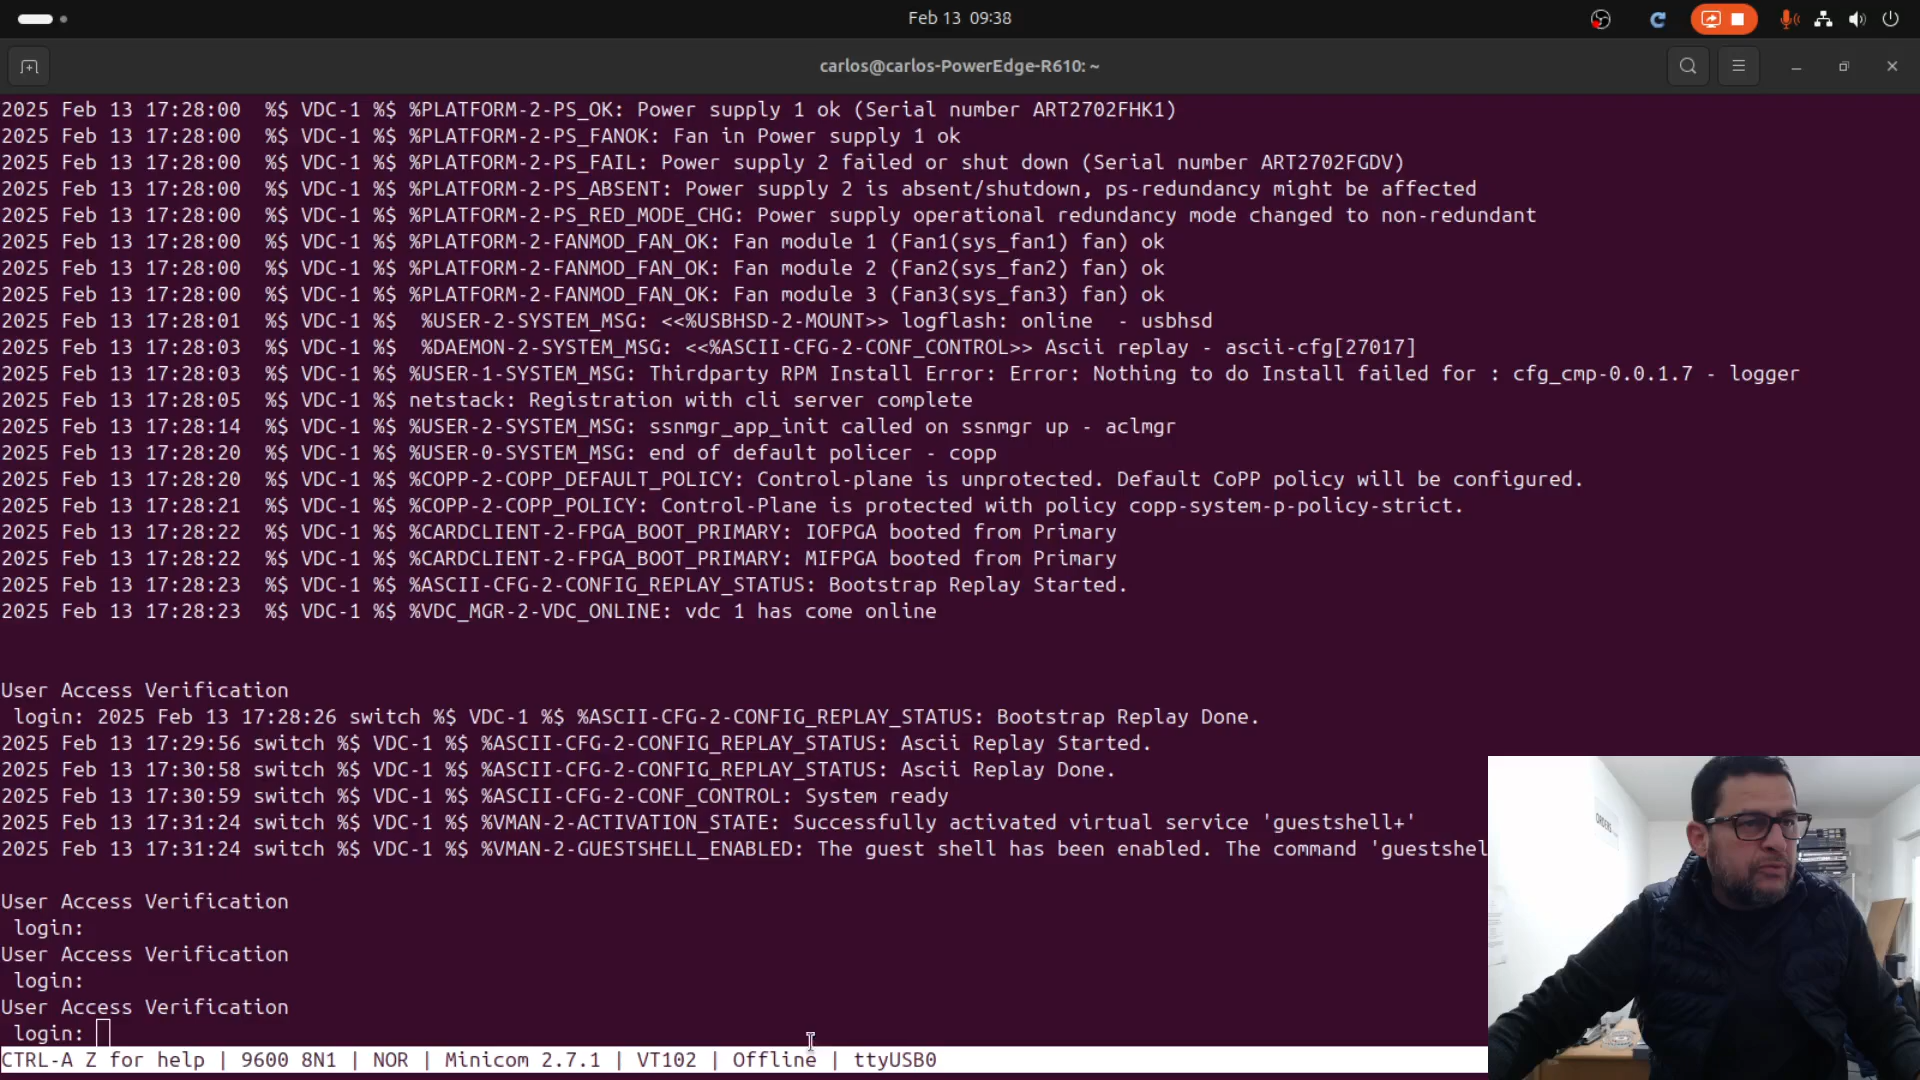 Feb 13 09:38
carlos@carlos-PowerEdge-R610: ~
2025 Feb 13 17:28:00 %$ VDC-1 %$ %PLATFORM-2-PS_OK: Power supply 1 ok (Serial number ART2702FHK1)
2025 Feb 13 17:28:00 %$ VDC-1 %$ %PLATFORM-2-PS_FANOK: Fan in Power supply 1 ok
2025 Feb 13 17:28:00 %$ VDC-1 %$ %PLATFORM-2-PS_FAIL: Power supply 2 failed or shut down (Serial number ART2702FGDV)
2025 Feb 13 17:28:00 %$ VDC-1 %$ %PLATFORM-2-PS_ABSENT: Power supply 2 is absent/shutdown, ps-redundancy might be affected
2025 Feb 13 17:28:00 %$ VDC-1 %$ %PLATFORM-2-PS_RED_MODE_CHG: Power supply operational redundancy mode changed to non-redundant
2025 Feb 13 17:28:00 %$ VDC-1 %$ %PLATFORM-2-FANMOD_FAN_OK: Fan module 1 (Fan1(sys_fan1) fan) ok
2025 Feb 13 17:28:00 %$ VDC-1 %$ %PLATFORM-2-FANMOD_FAN_OK: Fan module 2 (Fan2(sys_fan2) fan) ok
2025 Feb 13 17:28:00 %$ VDC-1 %$ %PLATFORM-2-FANMOD_FAN_OK: Fan module 3 (Fan3(sys_fan3) fan) ok
2025 Feb 13 17:28:01 %$ VDC-1 %$ %USER-2-SYSTEM_MSG: <<%USBHSD-2-MOUNT>> logflash: online - usbhsd
2025 Feb 13 17:28:03 %$ VDC-1 %$ %DAEMON-2-SYSTEM_MSG: <<%ASCII-CFG-2-CONF_CONTROL>> Ascii replay - ascii-cfg[27017]
2025 Feb 13 17:28:03 %$ VDC-1 %$ %USER-1-SYSTEM_MSG: Thirdparty RPM Install Error: Error: Nothing to do Install failed for : cfg_cmp-0.0.1.7 - logger
2025 Feb 13 17:28:05 %$ VDC-1 %$ netstack: Registration with cli server complete
2025 Feb 13 17:28:14 %$ VDC-1 %$ %USER-2-SYSTEM_MSG: ssnmgr_app_init called on ssnmgr up - aclmgr
2025 Feb 13 17:28:20 %$ VDC-1 %$ %USER-0-SYSTEM_MSG: end of default policer - copp
2025 Feb 13 17:28:20 %$ VDC-1 %$ %COPP-2-COPP_DEFAULT_POLICY: Control-plane is unprotected. Default CoPP policy will be configured.
2025 Feb 13 17:28:21 %$ VDC-1 %$ %COPP-2-COPP_POLICY: Control-Plane is protected with policy copp-system-p-policy-strict.
2025 Feb 13 17:28:22 %$ VDC-1 %$ %CARDCLIENT-2-FPGA_BOOT_PRIMARY: IOFPGA booted from Primary
2025 Feb 13 17:28:22 %$ VDC-1 %$ %CARDCLIENT-2-FPGA_BOOT_PRIMARY: MIFPGA booted from Primary
2025 Feb 13 17:28:23 %$ VDC-1 %$ %ASCII-CFG-2-CONFIG_REPLAY_STATUS: Bootstrap Replay Started.
2025 Feb 13 17:28:23 %$ VDC-1 %$ %VDC_MGR-2-VDC_ONLINE: vdc 1 has come online
User Access Verification
login: 2025 Feb 13 17:28:26 switch %$ VDC-1 %$ %ASCII-CFG-2-CONFIG_REPLAY_STATUS: Bootstrap Replay Done.
2025 Feb 13 17:29:56 switch %$ VDC-1 %$ %ASCII-CFG-2-CONFIG_REPLAY_STATUS: Ascii Replay Started.
2025 Feb 13 17:30:58 switch %$ VDC-1 %$ %ASCII-CFG-2-CONFIG_REPLAY_STATUS: Ascii Replay Done.
2025 Feb 13 17:30:59 switch %$ VDC-1 %$ %ASCII-CFG-2-CONF_CONTROL: System ready
2025 Feb 13 17:31:24 switch %$ VDC-1 %$ %VMAN-2-ACTIVATION_STATE: Successfully activated virtual service 'guestshell+'
2025 Feb 13 17:31:24 switch %$ VDC-1 %$ %VMAN-2-GUESTSHELL_ENABLED: The guest shell has been enabled. The command 'guestshel
User Access Verification
login:
User Access Verification
login:
User Access Verification
login:
CTRL-A Z for help | 9600 8N1 | NOR | Minicom 2.7.1 | VT102 | Offline | ttyUSB0